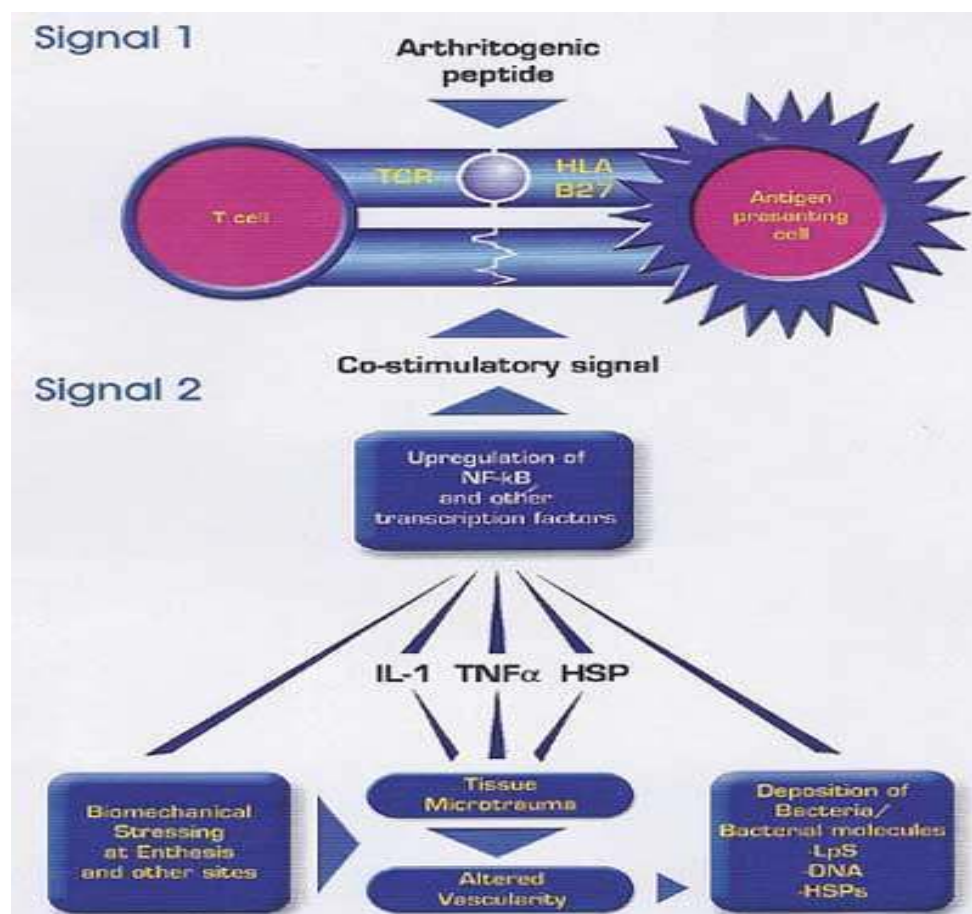 Signal 1
Arthritogenic
peptide
TCR
HLA
B27
T cell
Antigen
presenting
cell
Co-stimulatory signal
Signal 2
Upregulation of
NF-kB
and other
transcription factors
IL-1 TNFα HSP
Biomechanical
Stressing
at Enthesis
and other sites
Tissue
Microtrauma
Altered
Vascularity
Deposition of
Bacteria/
Bacterial molecules
-LpS
-DNA
-HSPs